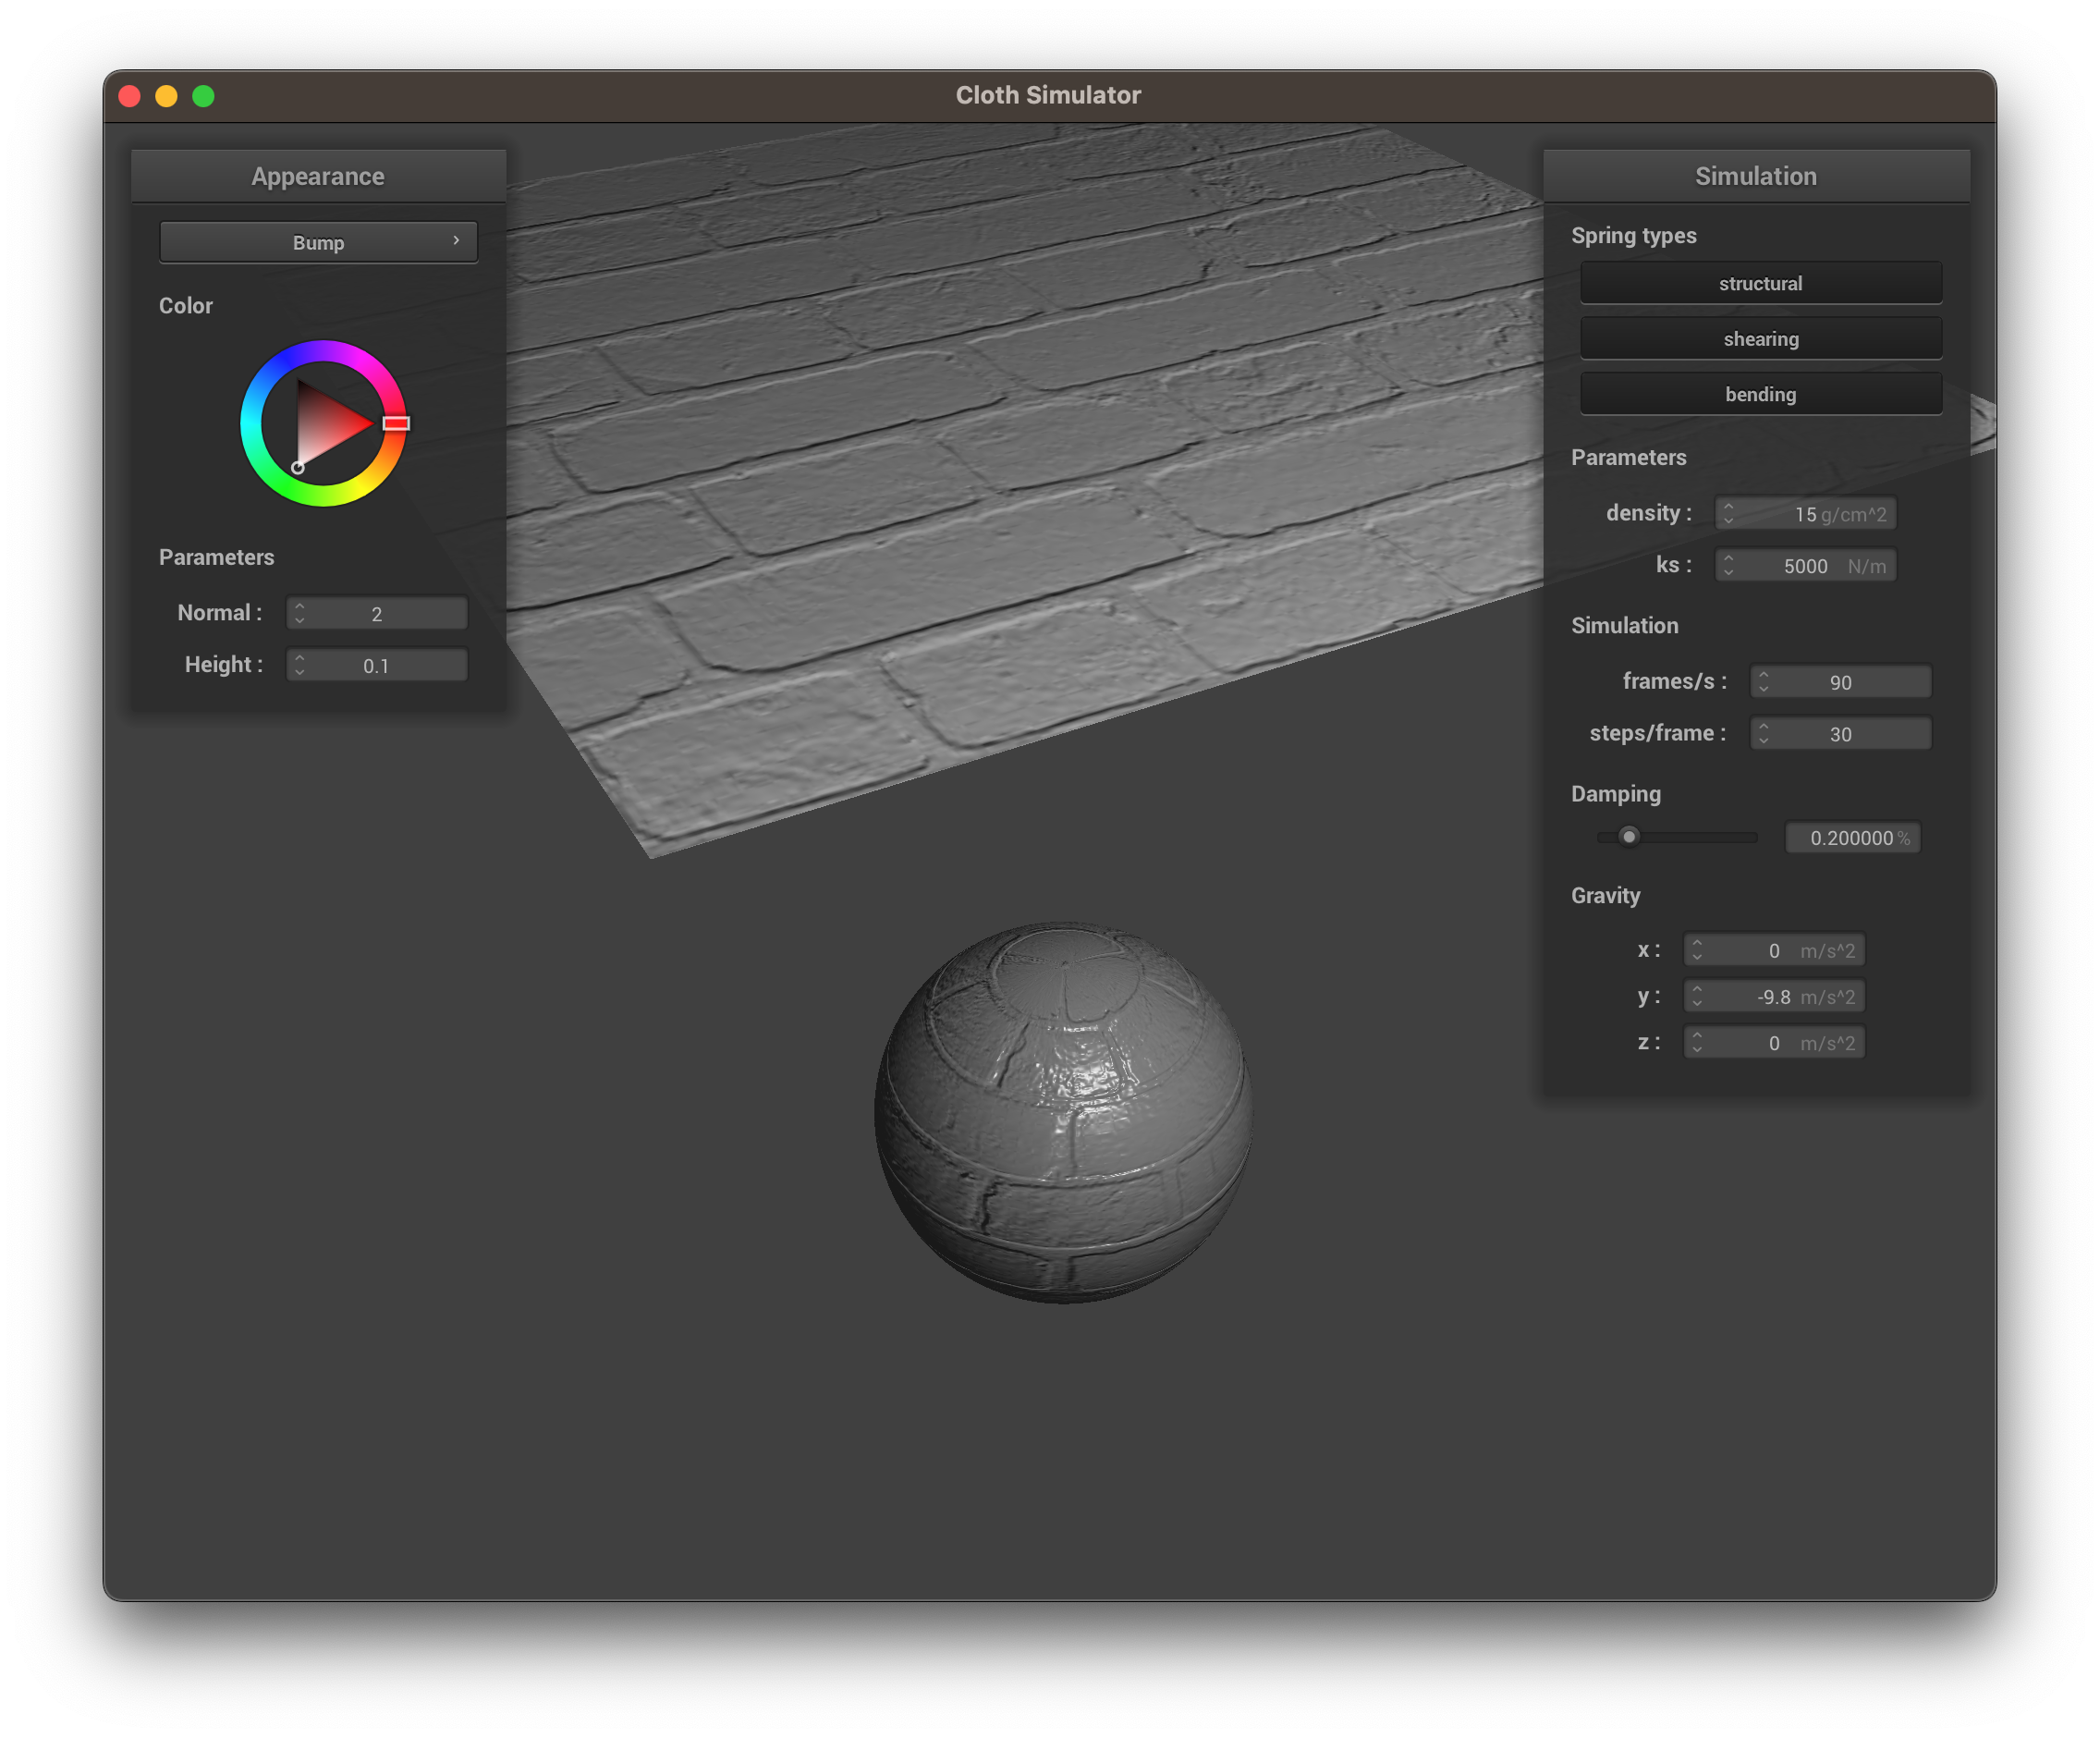 Cloth Simulator
Appearance
Bump
Color
Parameters
Normal : 2
Height : 0.1
Simulation
Spring types
structural
shearing
bending
Parameters
density : 15 g/cm^2
ks : 5000 N/m
Simulation
frames/s : 90
steps/frame : 30
Damping
0.200000 %
Gravity
x : 0 m/s^2
y : -9.8 m/s^2
z : 0 m/s^2